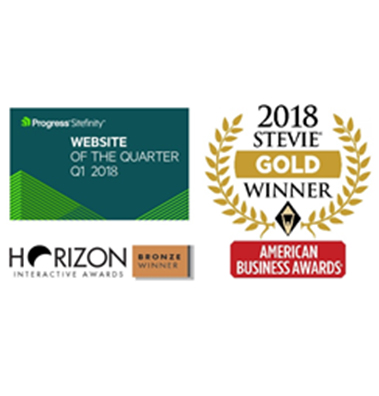 Progress Sitefinity™
WEBSITE
OF THE QUARTER
Q1 2018
HORIZON
INTERACTIVE AWARDS
BRONZE
WINNER
2018
STEVIE®
GOLD
WINNER
AMERICAN
BUSINESS AWARDS®